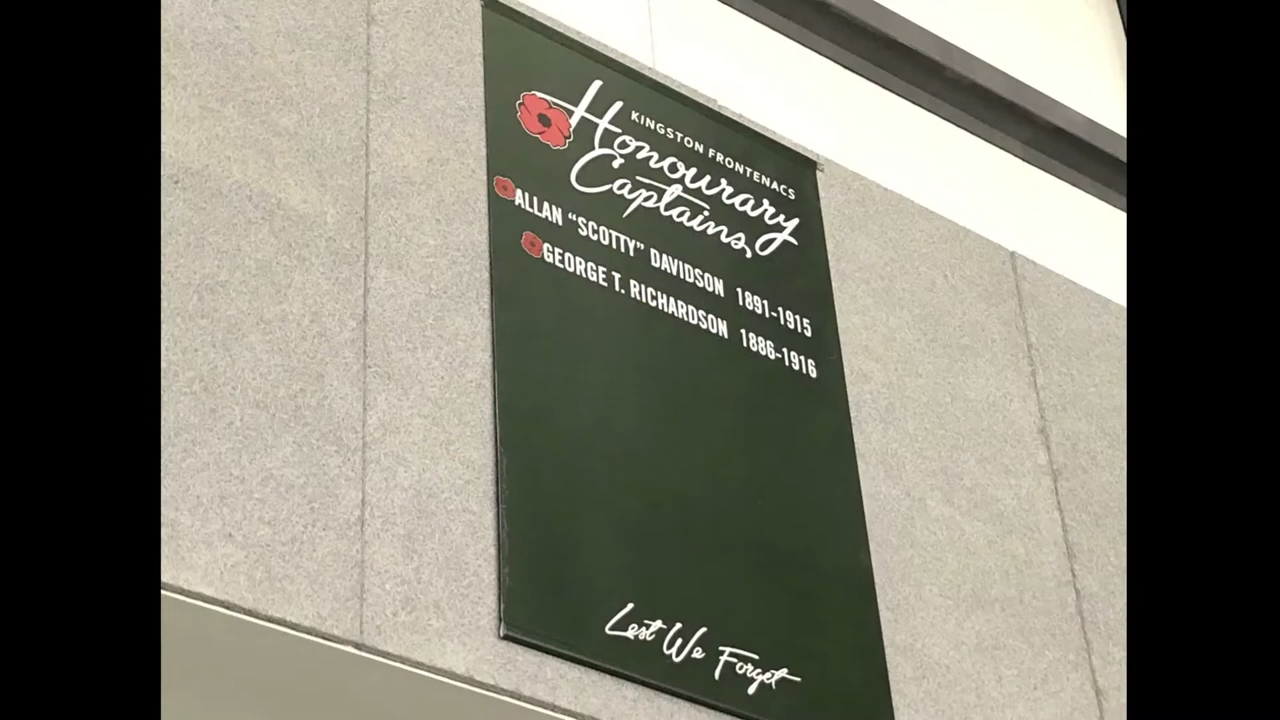 KINGSTON FRONTENACS
Honourary
Captains
ALLAN “SCOTTY” DAVIDSON 1891-1915
GEORGE T. RICHARDSON 1886-1916
Lest We Forget